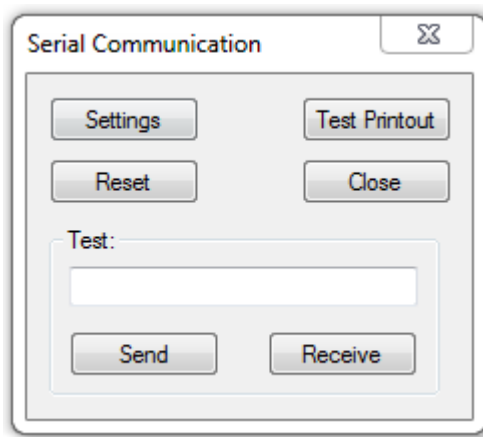 Serial Communication
Settings Test Printout
Reset Close
Test:
Send Receive